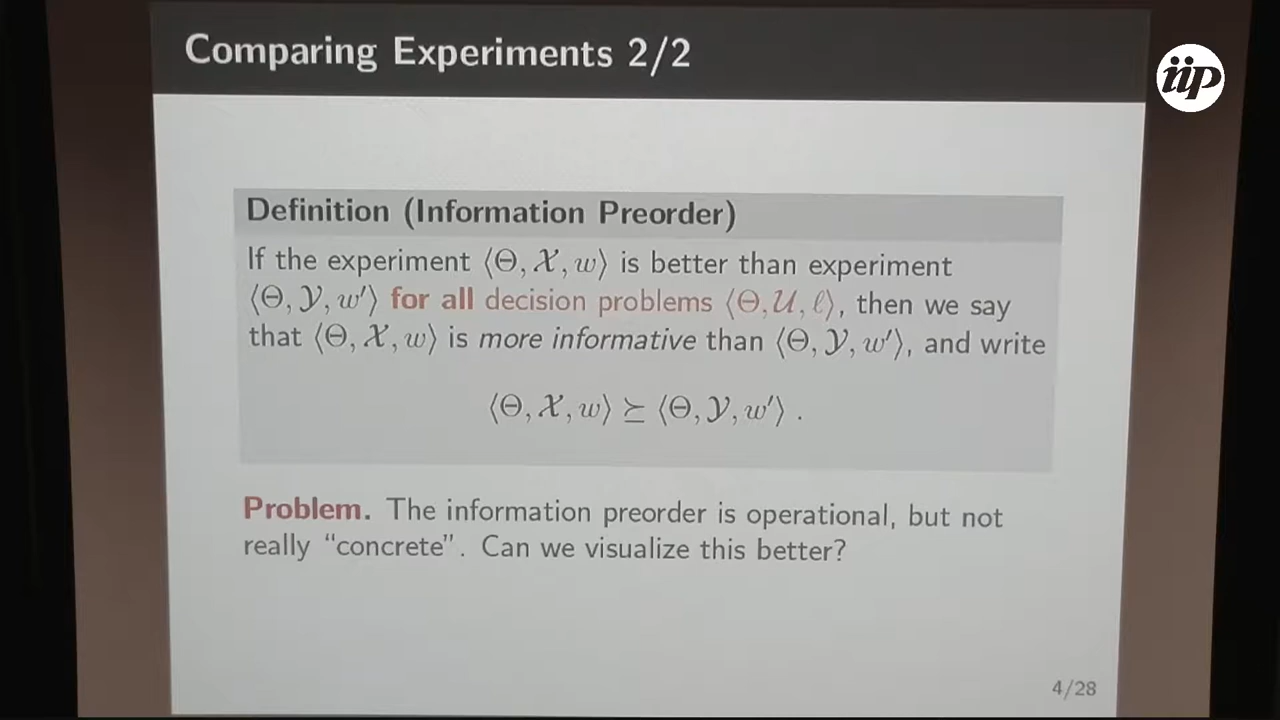 Comparing Experiments 2/2
iip
Definition (Information Preorder)
If the experiment ⟨Θ, 𝒳, w⟩ is better than experiment
⟨Θ, 𝒴, w′⟩ for all decision problems ⟨Θ, 𝒰, ℓ⟩, then we say
that ⟨Θ, 𝒳, w⟩ is more informative than ⟨Θ, 𝒴, w′⟩, and write
⟨Θ, 𝒳, w⟩ ⪰ ⟨Θ, 𝒴, w′⟩ .
Problem. The information preorder is operational, but not
really “concrete”. Can we visualize this better?
4/28